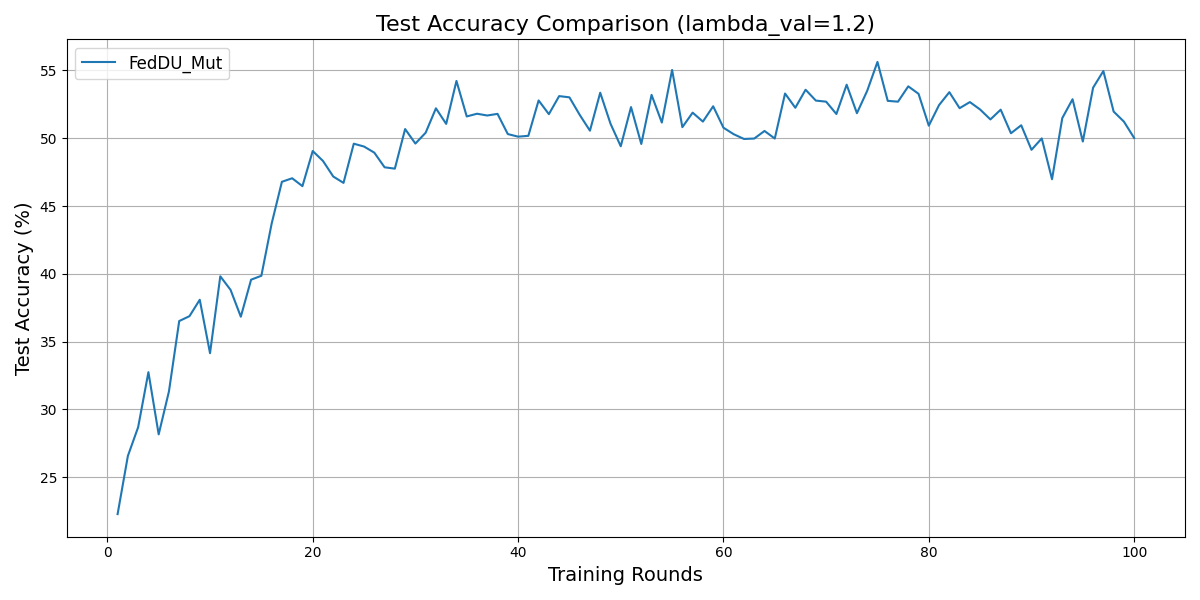 Test Accuracy Comparison (lambda_val=1.2)
FedDU_Mut
Test Accuracy (%)
55
50
45
40
35
30
25
0 20 40 60 80 100
Training Rounds